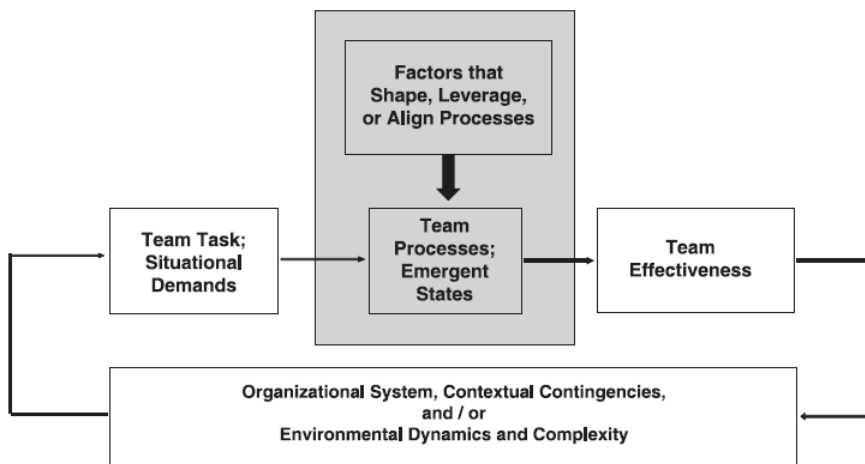 Factors that
Shape, Leverage,
or Align Processes
Team Task;
Situational
Demands
Team
Processes;
Emergent
States
Team
Effectiveness
Organizational System, Contextual Contingencies,
and / or
Environmental Dynamics and Complexity